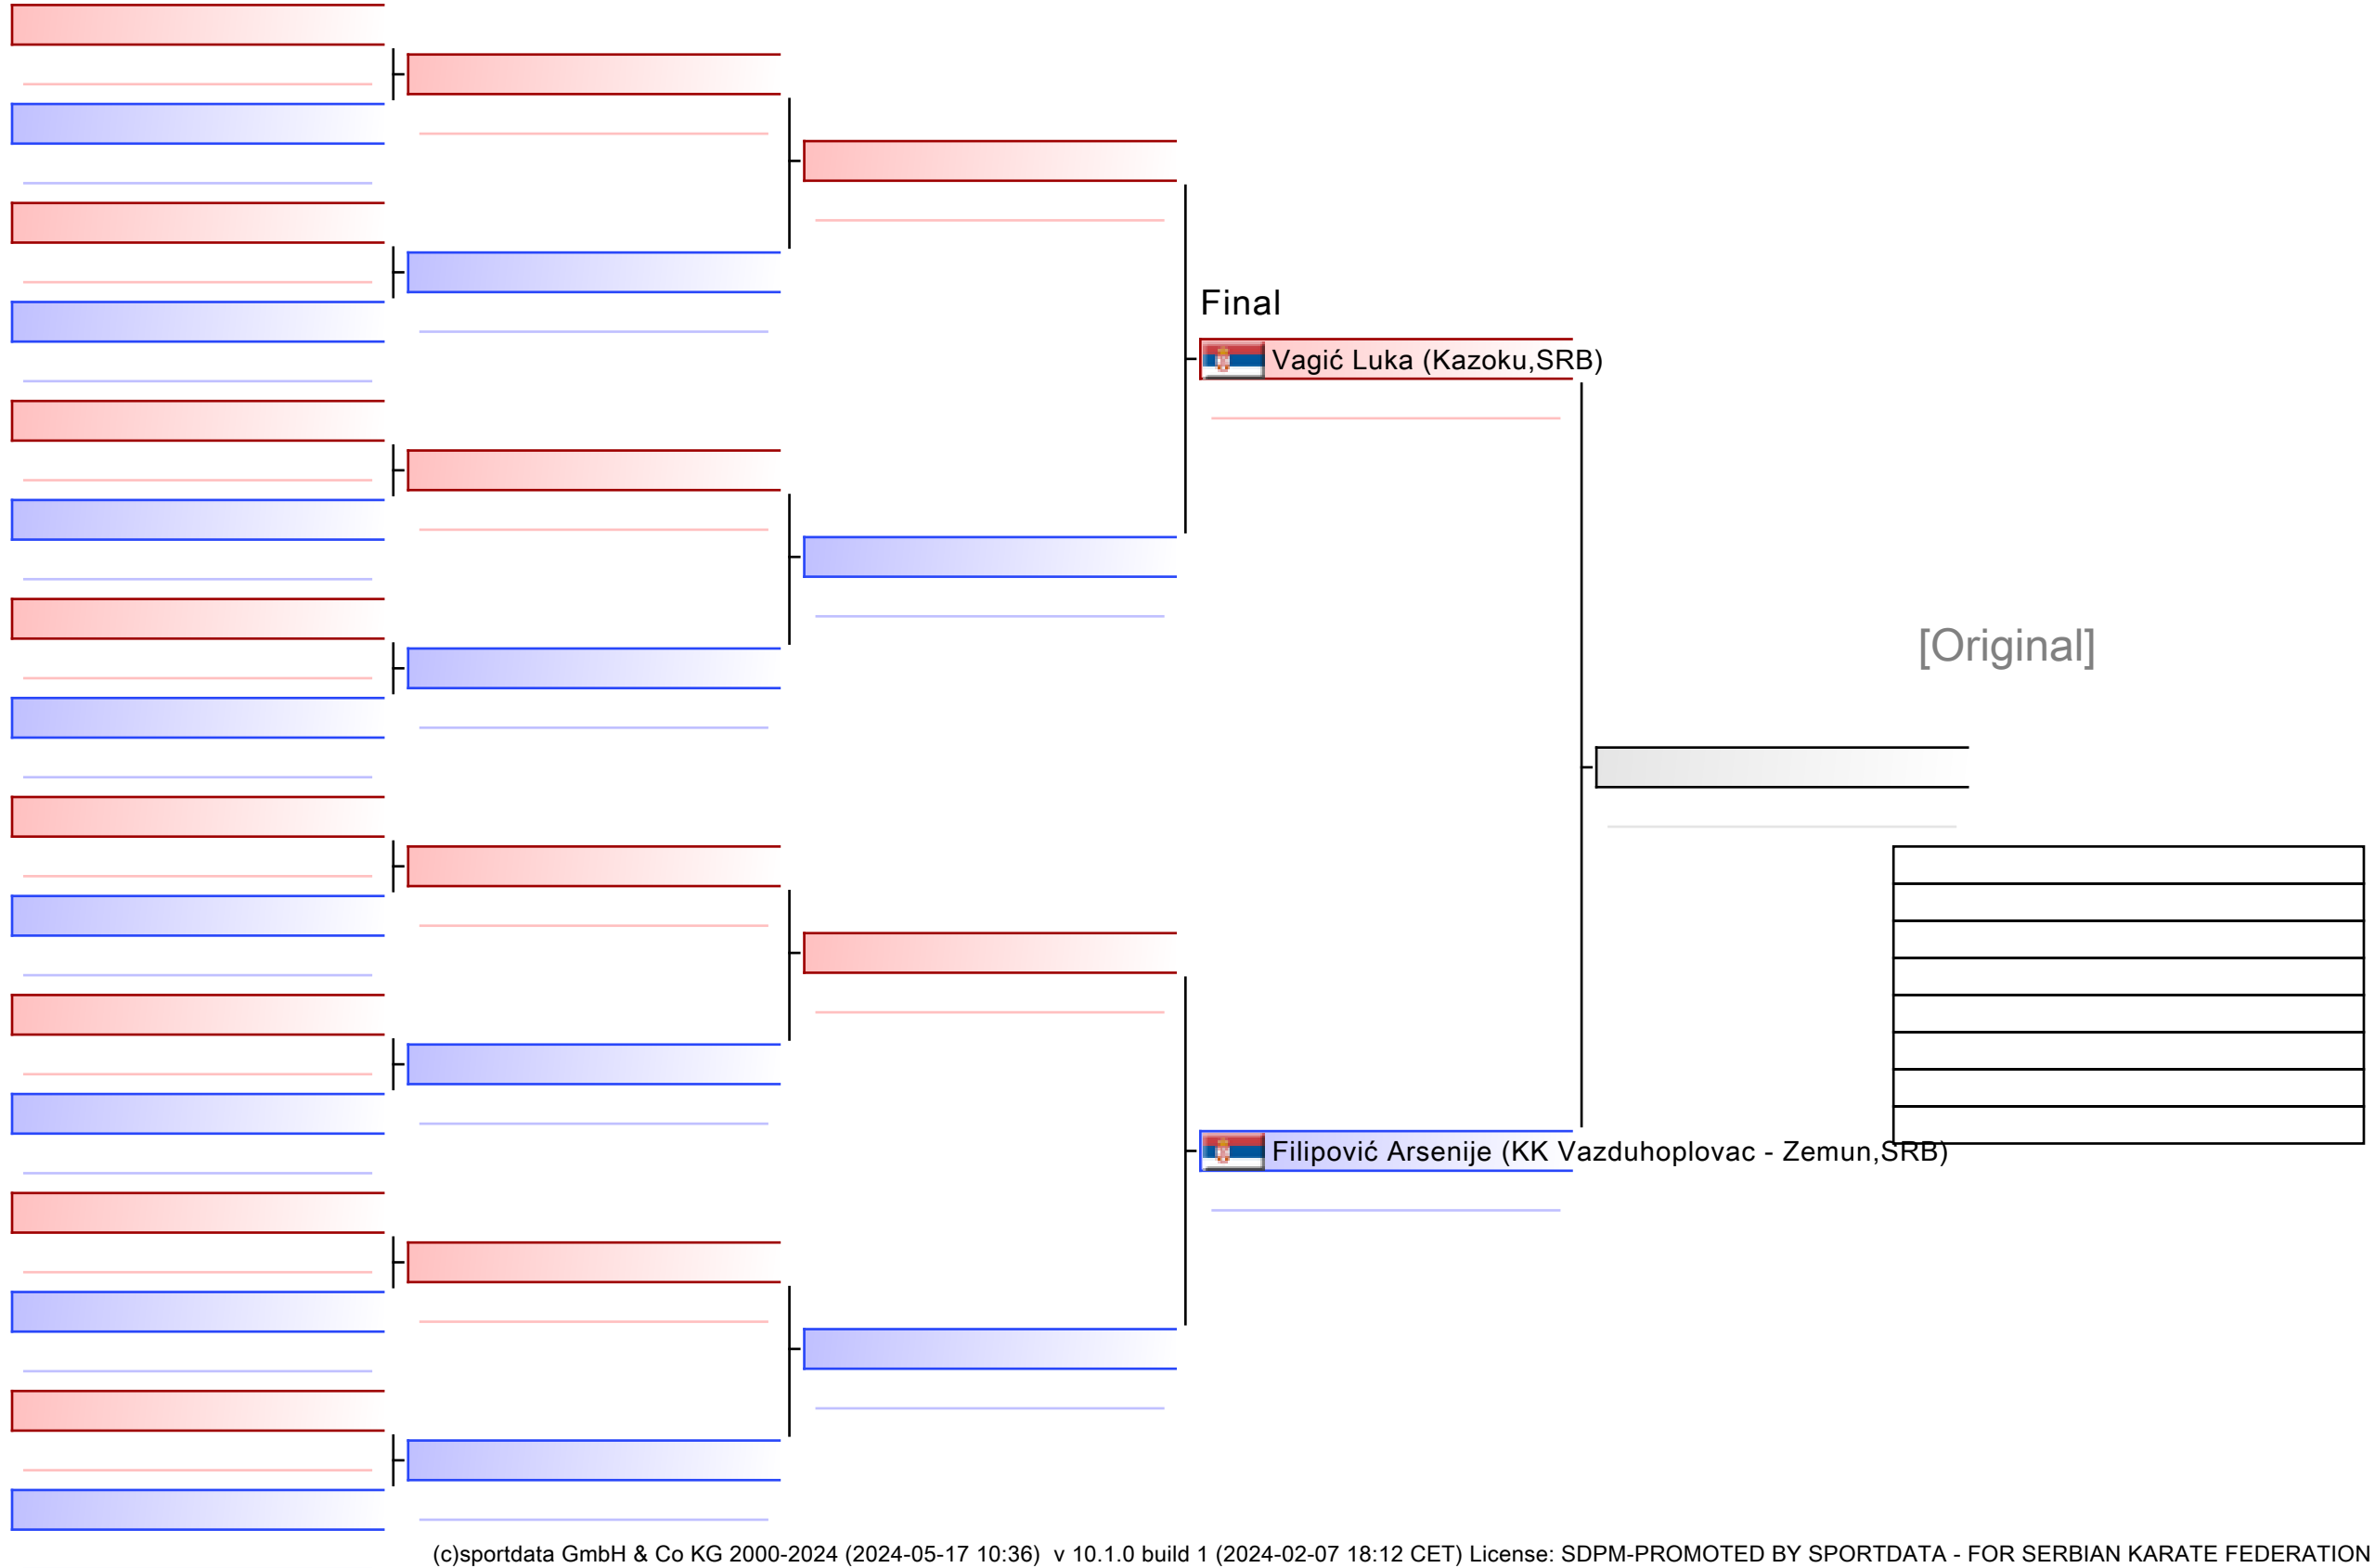 Final
Vagić Luka (Kazoku,SRB)
[Original]
Filipović Arsenije (KK Vazduhoplovac - Zemun,SRB)
(c)sportdata GmbH & Co KG 2000-2024 (2024-05-17 10:36)  v 10.1.0 build 1 (2024-02-07 18:12 CET) License: SDPM-PROMOTED BY SPORTDATA - FOR SERBIAN KARATE FEDERATION